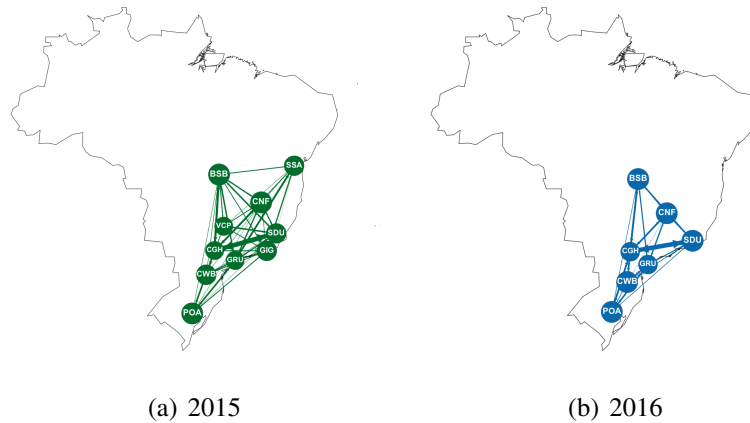 SSA
BSB
CNF
VCP
SDU
CGH
GIG
GRU
CWB
POA
(a) 2015
BSB
CNF
SDU
CGH
GRU
CWB
POA
(b) 2016